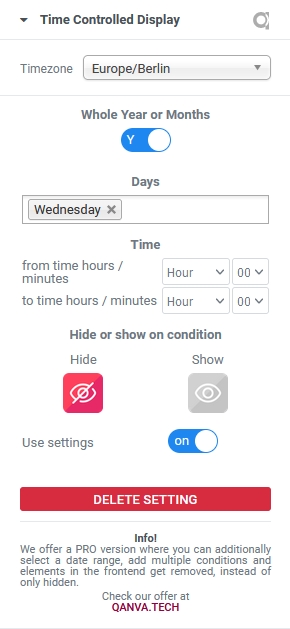 Time Controlled Display
Timezone Europe/Berlin
Whole Year or Months
Y
Days
Wednesday ×
Time
from time hours / Hour 00
minutes
to time hours / minutes Hour 00
Hide or show on condition
Hide Show
Use settings on
DELETE SETTING
Info!
We offer a PRO version where you can additionally
select a date range, add multiple conditions and
elements in the frontend get removed, instead of
only hidden.
Check our offer at
QANVA.TECH